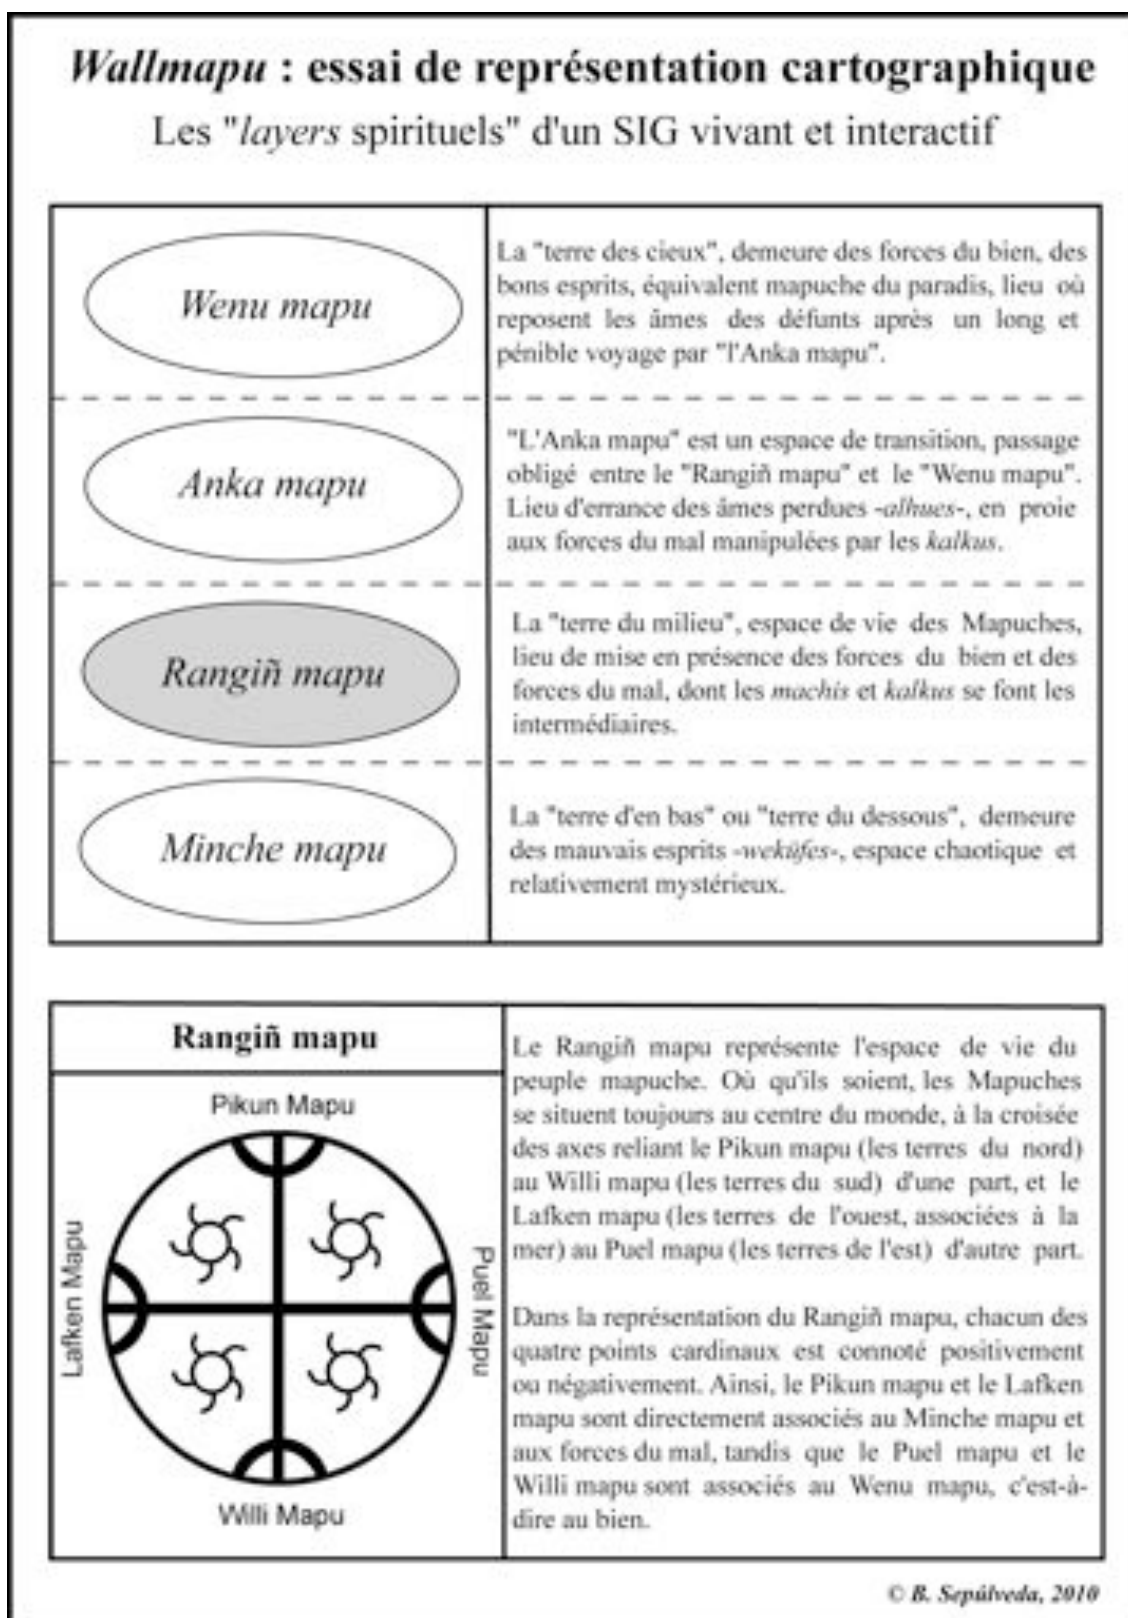 Wallmapu : essai de représentation cartographique
Les "layers spirituels" d'un SIG vivant et interactif
Wenu mapu
La "terre des cieux", demeure des forces du bien, des
bons esprits, équivalent mapuche du paradis, lieu où
reposent les âmes des défunts après un long et
pénible voyage par "l'Anka mapu".
Anka mapu
"L'Anka mapu" est un espace de transition, passage
obligé entre le "Rangiñ mapu" et le "Wenu mapu".
Lieu d'errance des âmes perdues -alhues-, en proie
aux forces du mal manipulées par les kalkus.
Rangiñ mapu
La "terre du milieu", espace de vie des Mapuches,
lieu de mise en présence des forces du bien et des
forces du mal, dont les machis et kalkus se font les
intermédiaires.
Minche mapu
La "terre d'en bas" ou "terre du dessous", demeure
des mauvais esprits -weküfes-, espace chaotique et
relativement mystérieux.
Rangiñ mapu
Pikun Mapu
Lafken Mapu
Puel Mapu
Willi Mapu
Le Rangiñ mapu représente l'espace de vie du
peuple mapuche. Où qu'ils soient, les Mapuches
se situent toujours au centre du monde, à la croisée
des axes reliant le Pikun mapu (les terres du nord)
au Willi mapu (les terres du sud) d'une part, et le
Lafken mapu (les terres de l'ouest, associées à la
mer) au Puel mapu (les terres de l'est) d'autre part.
Dans la représentation du Rangiñ mapu, chacun des
quatre points cardinaux est connoté positivement
ou négativement. Ainsi, le Pikun mapu et le Lafken
mapu sont directement associés au Minche mapu et
aux forces du mal, tandis que le Puel mapu et le
Willi mapu sont associés au Wenu mapu, c'est-à-
dire au bien.
© B. Sepúlveda, 2010